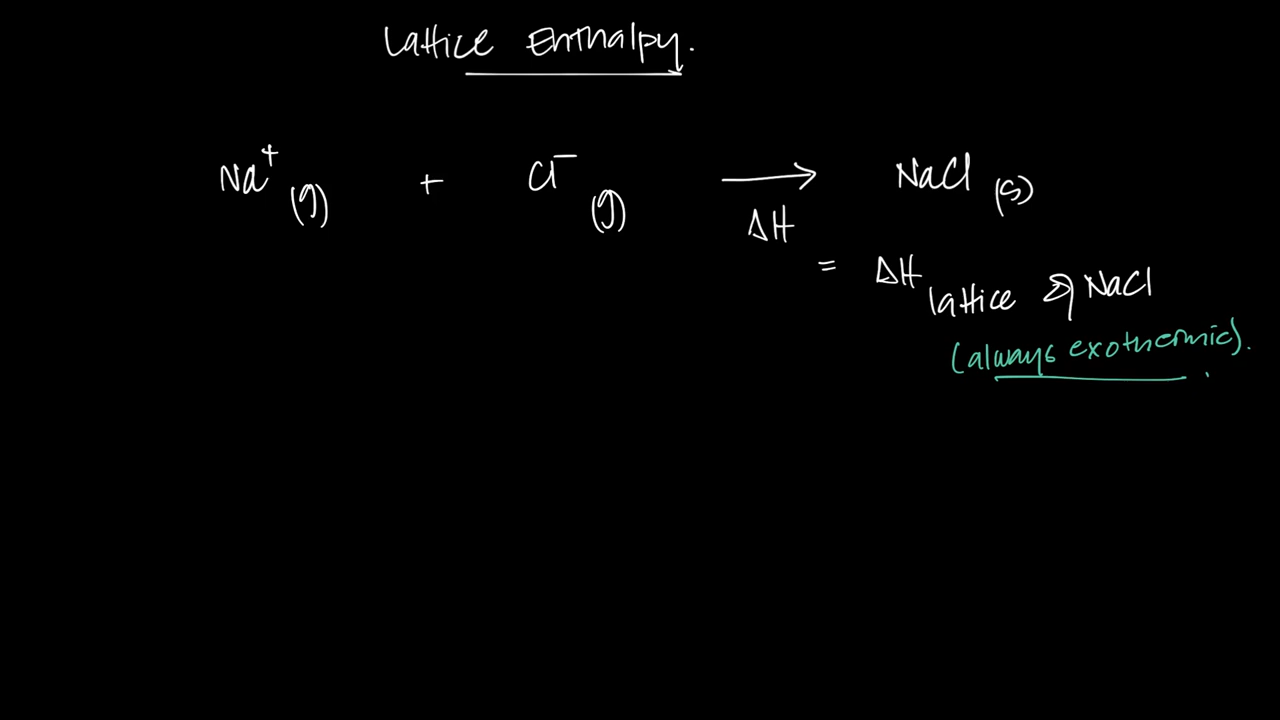 Lattice Enthalpy.
Na⁺(g) + Cl⁻(g) → NaCl(s)
ΔH
= ΔH lattice of NaCl
(always exothermic).